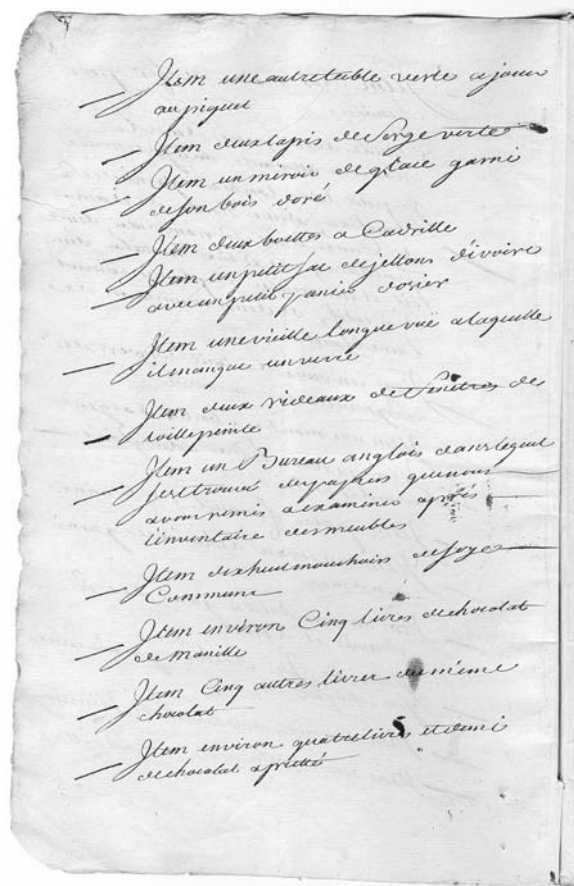 Item une autre table verte a jouer
au piquet
Item deux tapis de serge verte
Item un miroir de glace garni
de son bois doré
Item deux boettes a Cadrille
Item un petit sac de jettons d'ivoire
avec un petit panier dosier
Item une vieille longue vuë a laquelle
il manque un verre
Item deux rideaux de fenêtres de
toille peinte
Item un Bureau anglois dans lequel
sest trouvé des papiers que nous
avons remis a examiner après
l'inventaire des meubles
Item dix huit mouchoirs de soye
Commune
Item environ Cinq livres de chocolat
de Manille
Item Cinq autres livres du même
chocolat
Item environ quatre livres et demi
de chocolat apretté